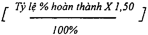 [ Tỷ lệ % hoàn thành X 1,50 ]
100%